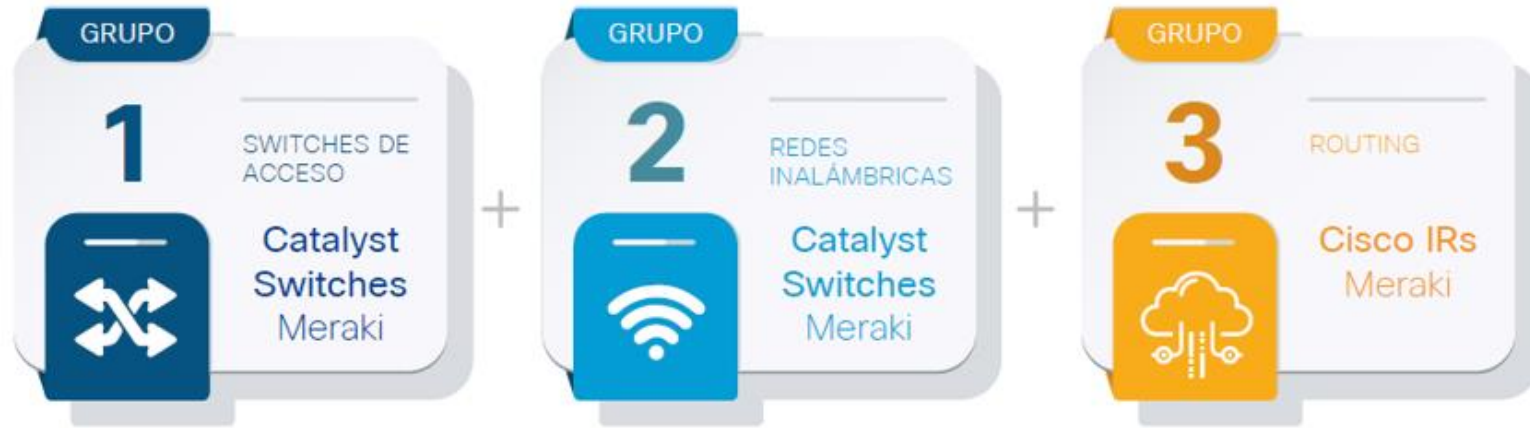 GRUPO
1
SWITCHES DE
ACCESO
Catalyst
Switches
Meraki
+
GRUPO
2
REDES
INALÁMBRICAS
Catalyst
Switches
Meraki
+
GRUPO
3
ROUTING
Cisco IRs
Meraki